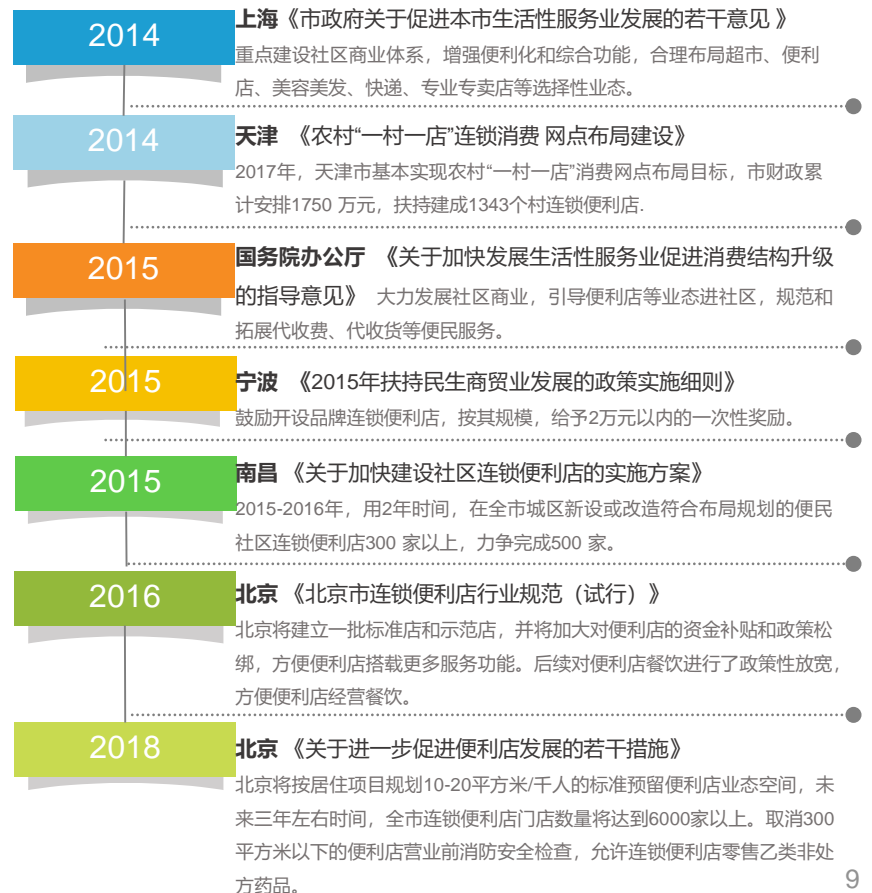 2014
上海《市政府关于促进本市生活性服务业发展的若干意见 》
重点建设社区商业体系，增强便利化和综合功能，合理布局超市、便利
店、美容美发、快递、专业专卖店等选择性业态。
2014
天津 《农村“一村一店”连锁消费 网点布局建设》
2017年，天津市基本实现农村“一村一店”消费网点布局目标，市财政累
计安排1750 万元，扶持建成1343个村连锁便利店.
2015
国务院办公厅 《关于加快发展生活性服务业促进消费结构升级
的指导意见》 大力发展社区商业，引导便利店等业态进社区，规范和
拓展代收费、代收货等便民服务。
2015
宁波 《2015年扶持民生商贸业发展的政策实施细则》
鼓励开设品牌连锁便利店，按其规模，给予2万元以内的一次性奖励。
2015
南昌《关于加快建设社区连锁便利店的实施方案》
2015-2016年，用2年时间，在全市城区新设或改造符合布局规划的便民
社区连锁便利店300 家以上，力争完成500 家。
2016
北京《北京市连锁便利店行业规范（试行）》
北京将建立一批标准店和示范店，并将加大对便利店的资金补贴和政策松
绑，方便便利店搭载更多服务功能。后续对便利店餐饮进行了政策性放宽，
方便便利店经营餐饮。
2018
北京《关于进一步促进便利店发展的若干措施》
北京将按居住项目规划10-20平方米/千人的标准预留便利店业态空间，未
来三年左右时间，全市连锁便利店门店数量将达到6000家以上。取消300
平方米以下的便利店营业前消防安全检查，允许连锁便利店零售乙类非处
方药品。
9